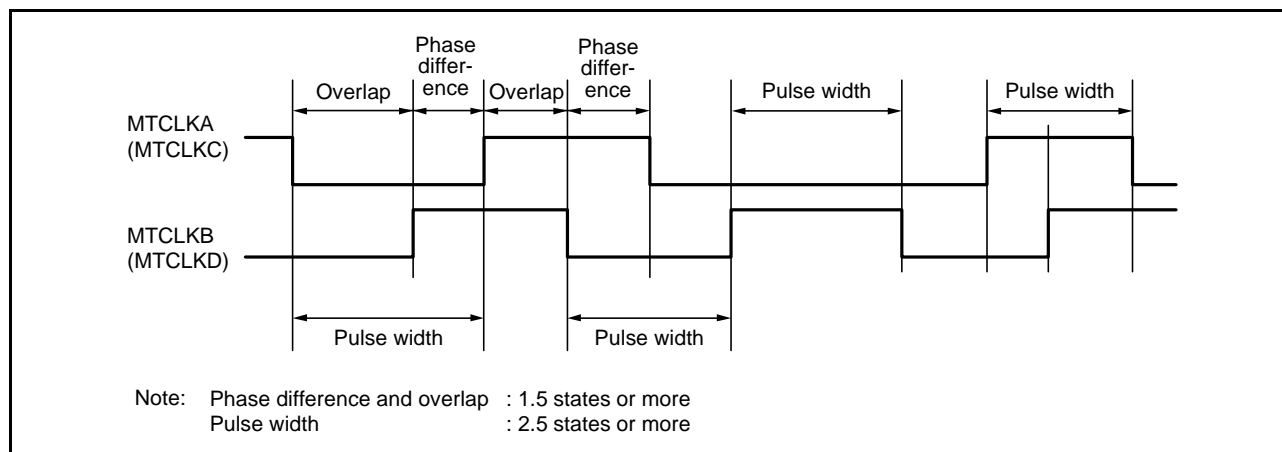 Phase
differ-
ence
Phase
differ-
ence
Overlap
Overlap
Pulse width
Pulse width
MTCLKA
(MTCLKC)
MTCLKB
(MTCLKD)
Pulse width
Pulse width
Note: Phase difference and overlap : 1.5 states or more
Pulse width : 2.5 states or more